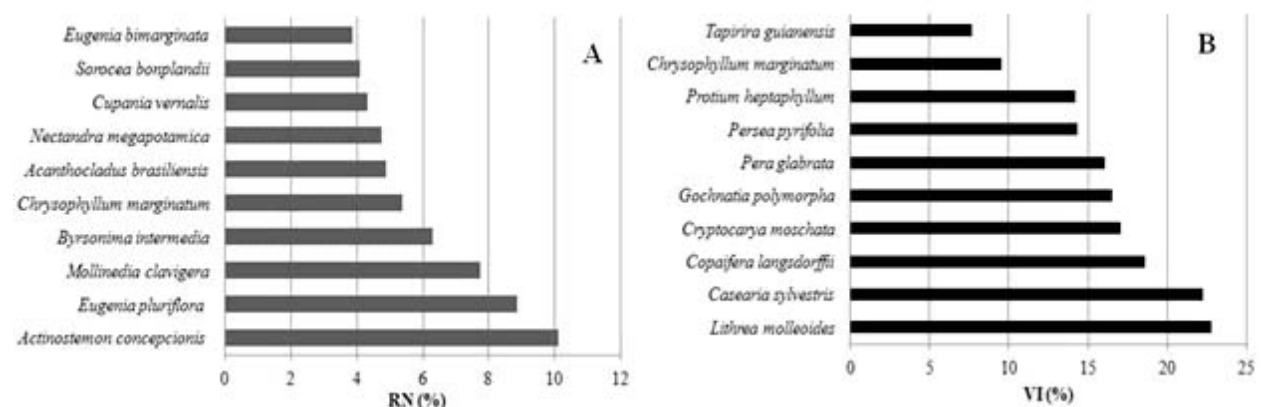 Eugenia bimarginata
Sorocea bonplandii
Cupania vernalis
Nectandra megapotamica
Acanthocladus brasiliensis
Chrysophyllum marginatum
Byrsonima intermedia
Mollinedia clavigera
Eugenia pluriflora
Actinostemon concepcionis
0 2 4 6 8 10 12
RN (%)
A
Tapirira guianensis
Chrysophyllum marginatum
Protium heptaphyllum
Persea pyrifolia
Pera glabrata
Gochnatia polymorpha
Cryptocarya moschata
Copaifera langsdorffii
Casearia sylvestris
Lithrea molleoides
0 5 10 15 20 25
VI (%)
B